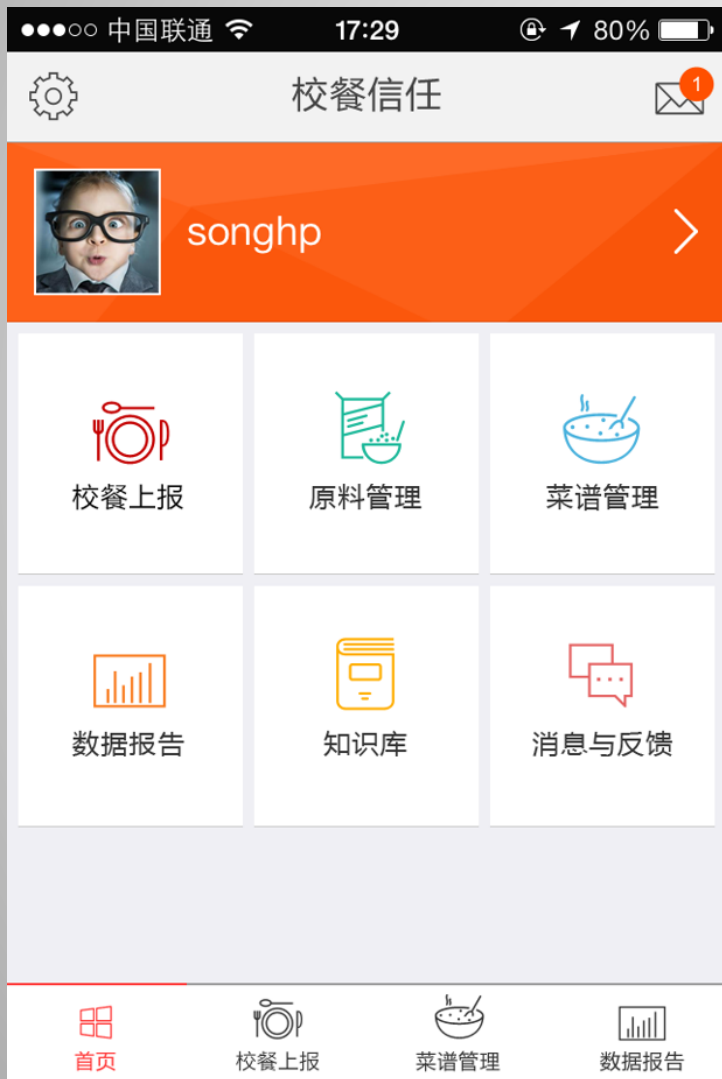 中国联通 17:29 80%
校餐信任 1
songhp
校餐上报 原料管理 菜谱管理
数据报告 知识库 消息与反馈
首页 校餐上报 菜谱管理 数据报告